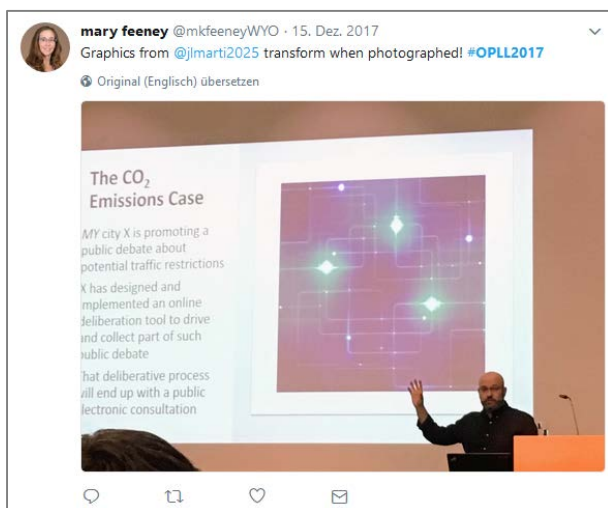 mary feeney @mkfeeneyWYO · 15. Dez. 2017
Graphics from @jlmarti2025 transform when photographed! #OPLL2017
Original (Englisch) übersetzen
The CO₂
Emissions Case
MY city X is promoting a
public debate about
potential traffic restrictions
X has designed and
implemented an online
deliberation tool to drive
and collect part of such
public debate
That deliberative process
will end up with a public
electronic consultation